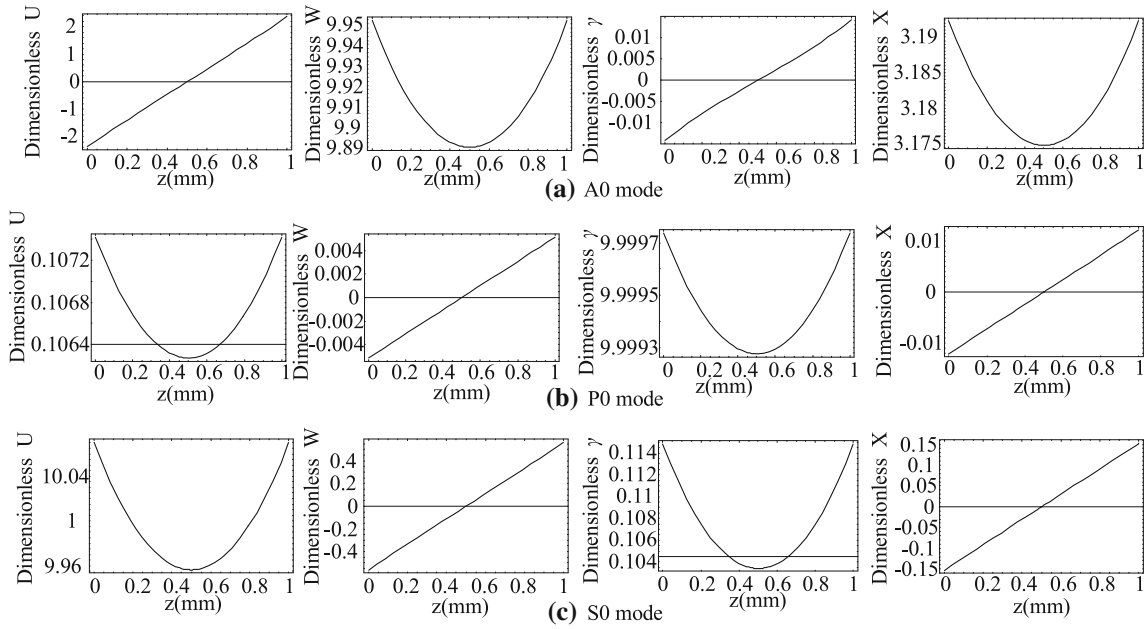 Dimensionless U
2
1
0
-1
-2
0 0.2 0.4 0.6 0.8 1
z(mm)
Dimensionless W
9.95
9.94
9.93
9.92
9.91
9.9
9.89
0 0.2 0.4 0.6 0.8 1
z(mm)
Dimensionless γ
0.01
0.005
0
-0.005
-0.01
0 0.2 0.4 0.6 0.8 1
z(mm)
Dimensionless X
3.19
3.185
3.18
3.175
0 0.2 0.4 0.6 0.8 1
z(mm)
(a) A0 mode
Dimensionless U
0.1072
0.1068
0.1064
0 0.2 0.4 0.6 0.8 1
z(mm)
Dimensionless W
0.004
0.002
0
-0.002
-0.004
0 0.2 0.4 0.6 0.8 1
z(mm)
Dimensionless γ
9.9997
9.9995
9.9993
0 0.2 0.4 0.6 0.8 1
z(mm)
Dimensionless X
0.01
0
-0.01
0 0.2 0.4 0.6 0.8 1
z(mm)
(b) P0 mode
Dimensionless U
10.04
1
9.96
0 0.2 0.4 0.6 0.8 1
z(mm)
Dimensionless W
0.4
0.2
0
-0.2
-0.4
0 0.2 0.4 0.6 0.8 1
z(mm)
Dimensionless γ
0.114
0.112
0.11
0.108
0.106
0.104
0 0.2 0.4 0.6 0.8 1
z(mm)
Dimensionless X
0.15
0.1
0.05
0
-0.05
-0.1
-0.15
0 0.2 0.4 0.6 0.8 1
z(mm)
(c) S0 mode